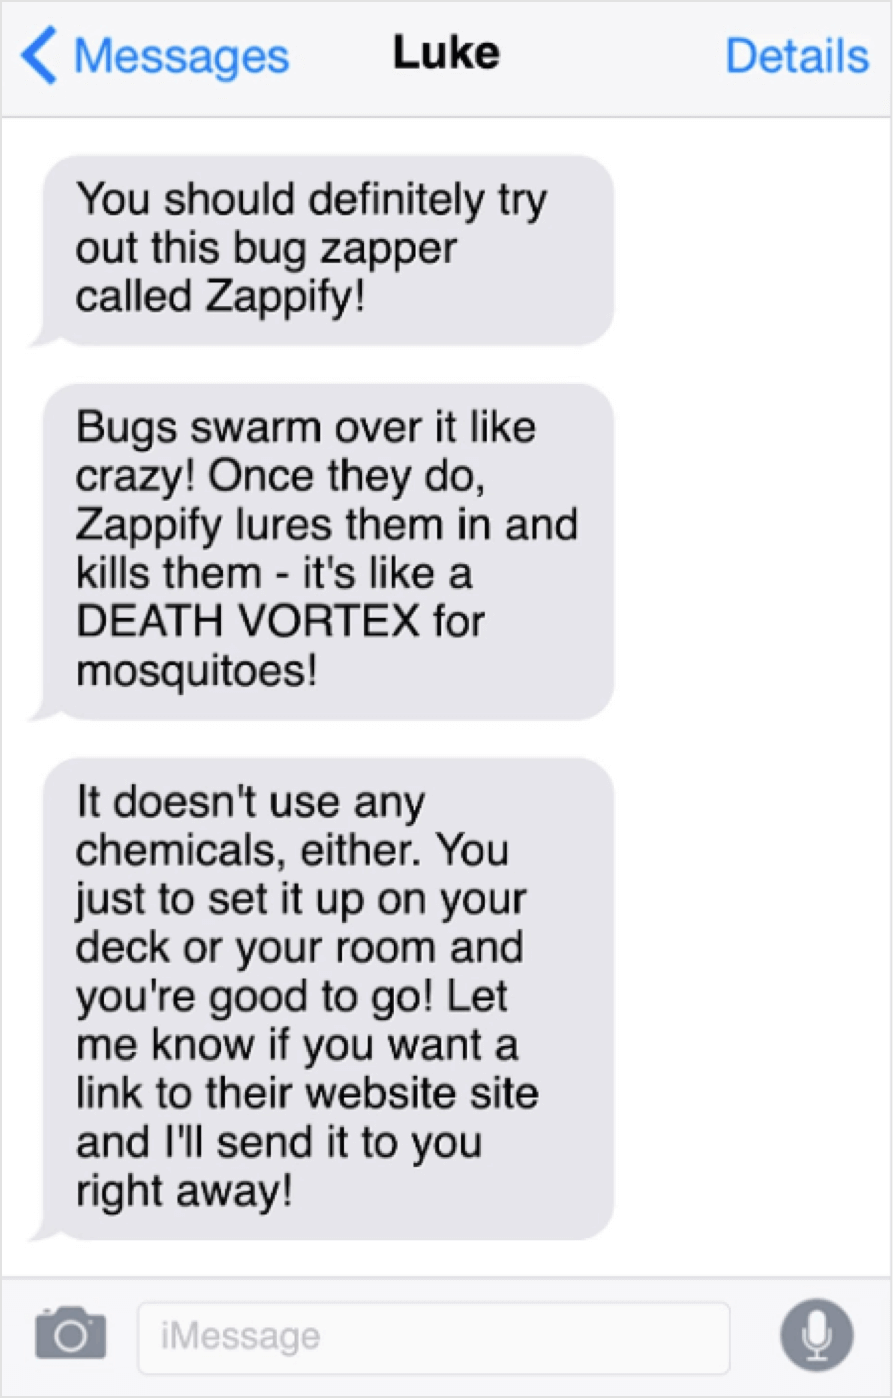 Messages Luke Details
You should definitely try
out this bug zapper
called Zappify!
Bugs swarm over it like
crazy! Once they do,
Zappify lures them in and
kills them - it's like a
DEATH VORTEX for
mosquitoes!
It doesn't use any
chemicals, either. You
just to set it up on your
deck or your room and
you're good to go! Let
me know if you want a
link to their website site
and I'll send it to you
right away!
iMessage